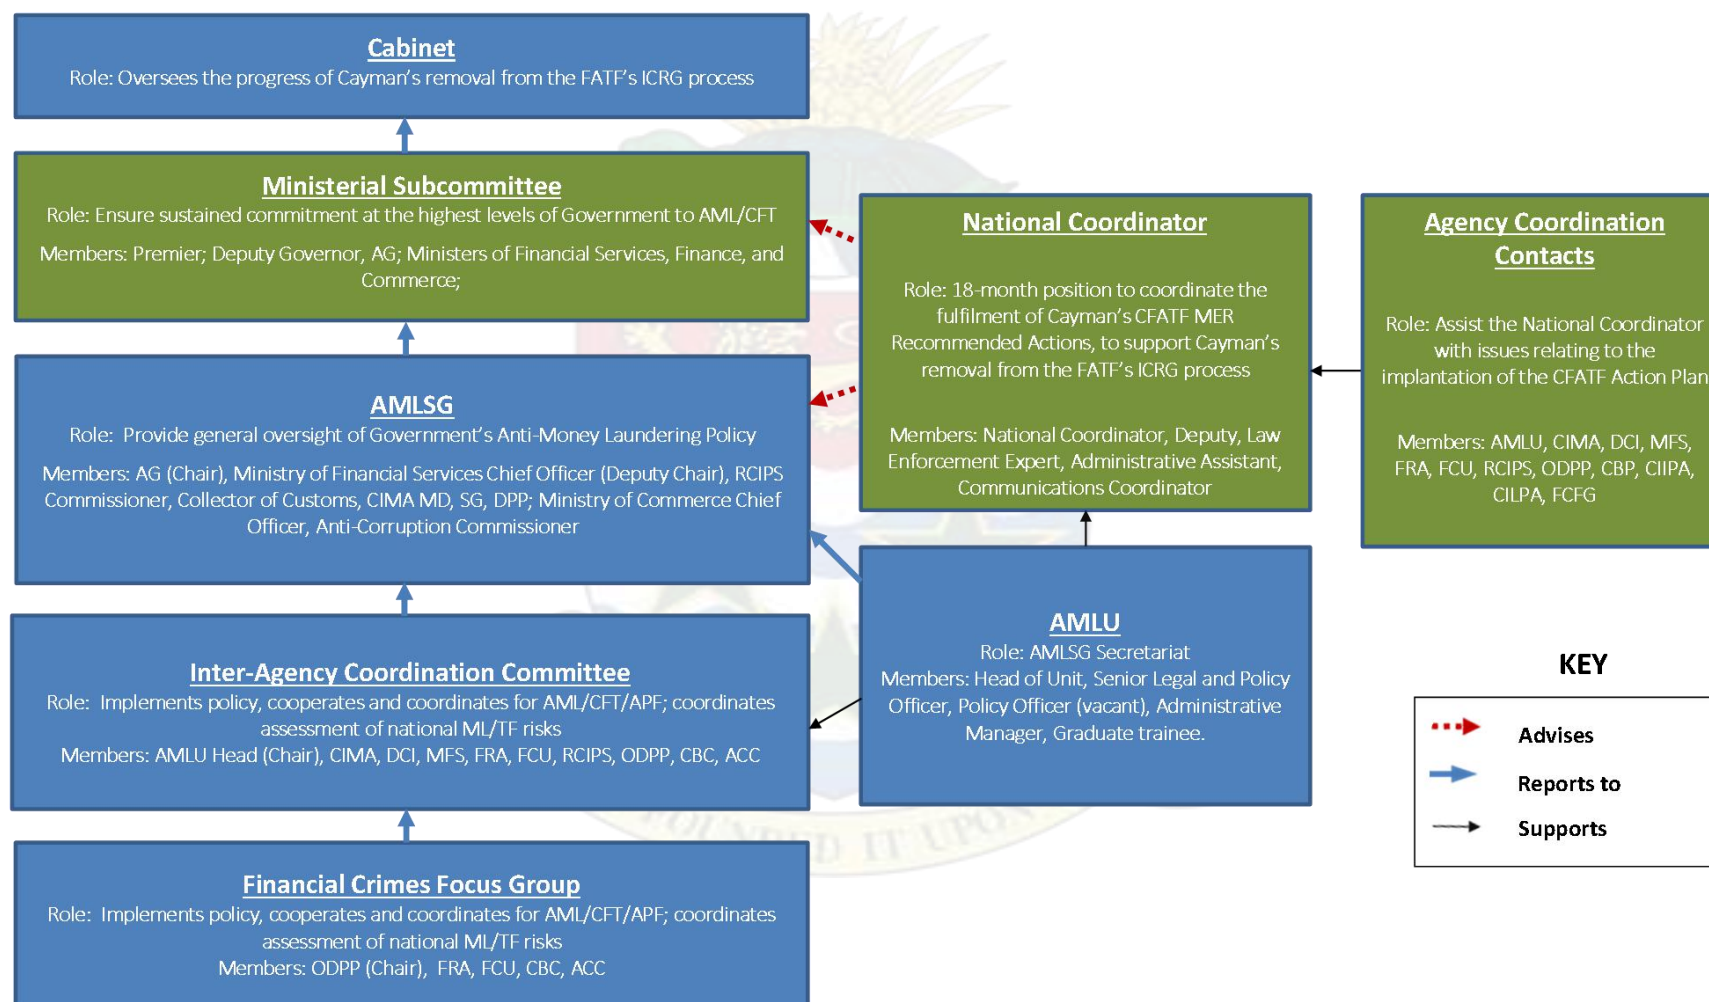 Cabinet
Role: Oversees the progress of Cayman's removal from the FATF's ICRG process
Ministerial Subcommittee
Role: Ensure sustained commitment at the highest levels of Government to AML/CFT
Members: Premier; Deputy Governor, AG; Ministers of Financial Services, Finance, and
Commerce;
AMLSG
Role: Provide general oversight of Government's Anti-Money Laundering Policy
Members: AG (Chair), Ministry of Financial Services Chief Officer (Deputy Chair), RCIPS
Commissioner, Collector of Customs, CIMA MD, SG, DPP; Ministry of Commerce Chief
Officer, Anti-Corruption Commissioner
Inter-Agency Coordination Committee
Role: Implements policy, cooperates and coordinates for AML/CFT/APF; coordinates
assessment of national ML/TF risks
Members: AMLU Head (Chair), CIMA, DCI, MFS, FRA, FCU, RCIPS, ODPP, CBC, ACC
Financial Crimes Focus Group
Role: Implements policy, cooperates and coordinates for AML/CFT/APF; coordinates
assessment of national ML/TF risks
Members: ODPP (Chair), FRA, FCU, CBC, ACC
National Coordinator
Role: 18-month position to coordinate the
fulfilment of Cayman's CFATF MER
Recommended Actions, to support Cayman's
removal from the FATF's ICRG process
Members: National Coordinator, Deputy, Law
Enforcement Expert, Administrative Assistant,
Communications Coordinator
AMLU
Role: AMLSG Secretariat
Members: Head of Unit, Senior Legal and Policy
Officer, Policy Officer (vacant), Administrative
Manager, Graduate trainee.
Agency Coordination
Contacts
Role: Assist the National Coordinator
with issues relating to the
implantation of the CFATF Action Plan
Members: AMLU, CIMA, DCI, MFS,
FRA, FCU, RCIPS, ODPP, CBP, CIIPA,
CILPA, FCFG
KEY
Advises
Reports to
Supports
FOUNDED IT UPON